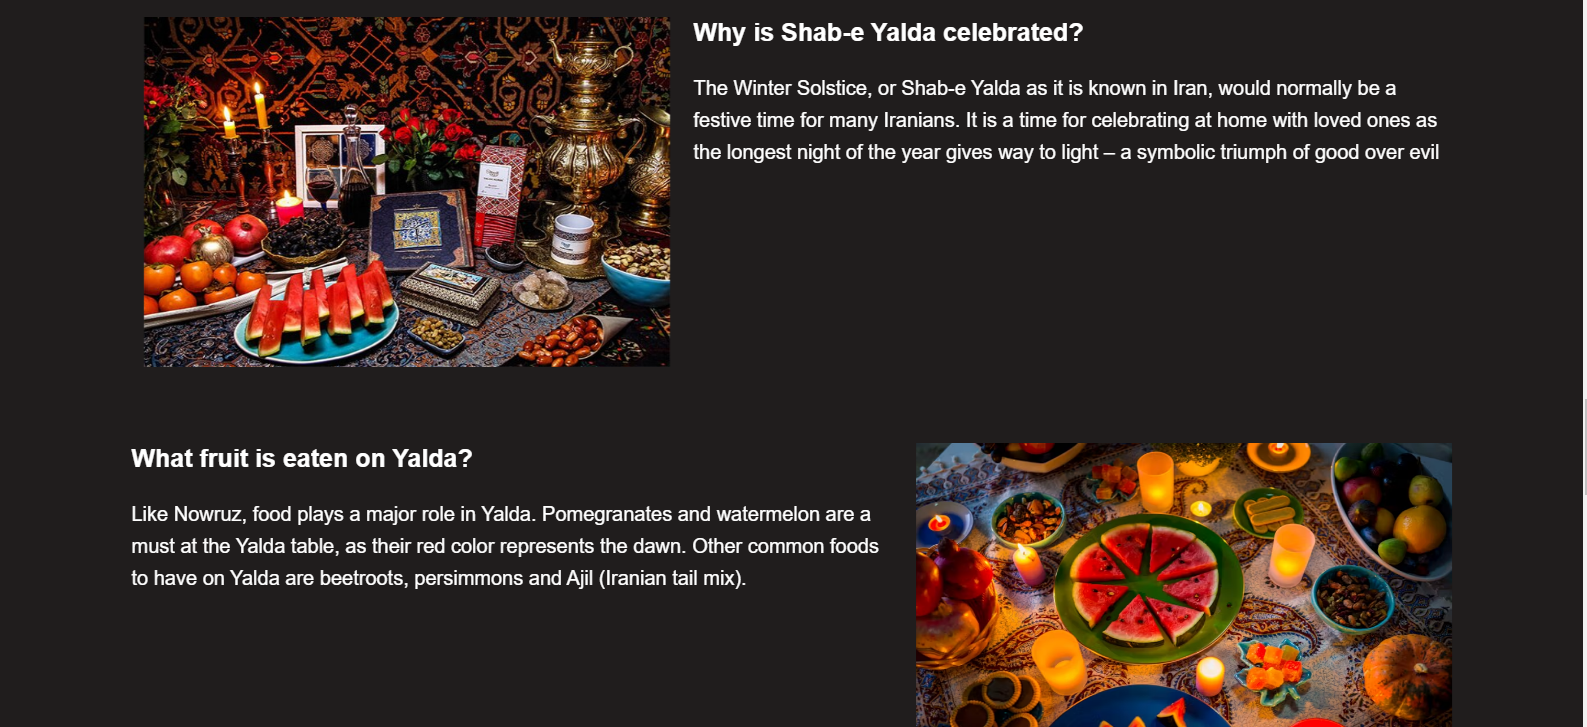 Why is Shab-e Yalda celebrated?
The Winter Solstice, or Shab-e Yalda as it is known in Iran, would normally be a
festive time for many Iranians. It is a time for celebrating at home with loved ones as
the longest night of the year gives way to light – a symbolic triumph of good over evil
What fruit is eaten on Yalda?
Like Nowruz, food plays a major role in Yalda. Pomegranates and watermelon are a
must at the Yalda table, as their red color represents the dawn. Other common foods
to have on Yalda are beetroots, persimmons and Ajil (Iranian tail mix).